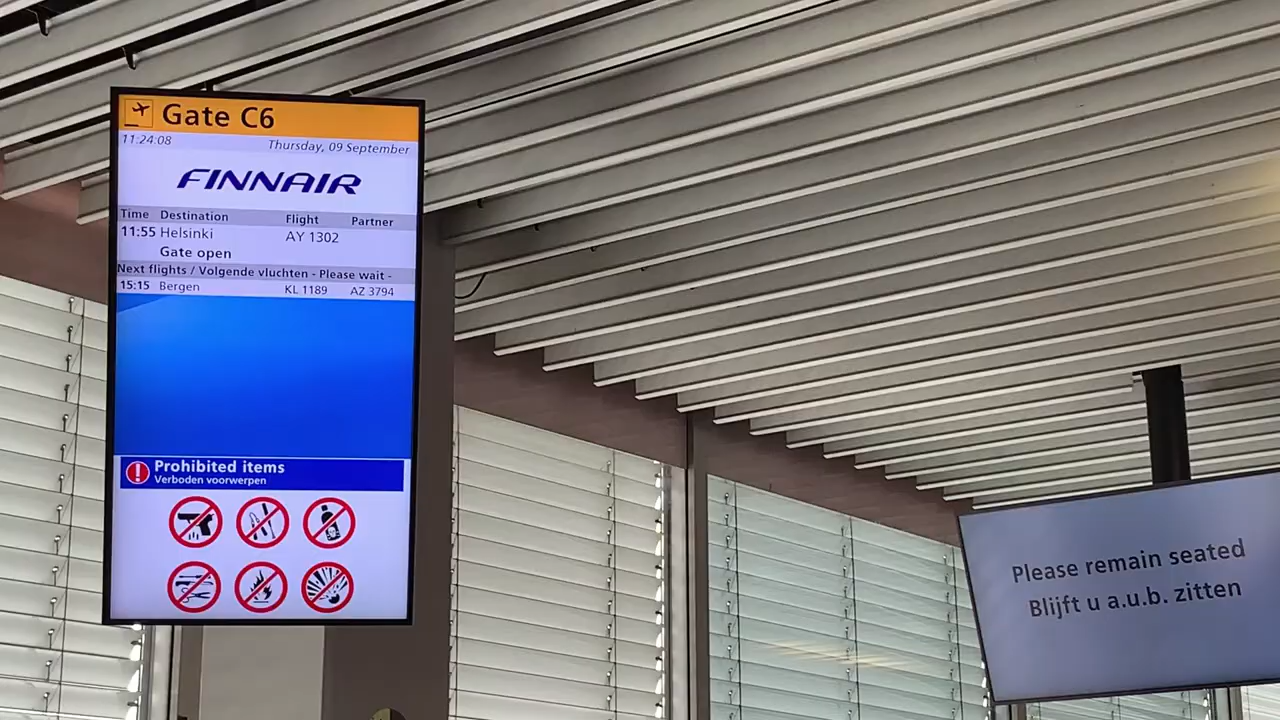 Gate C6
11:24:08 Thursday, 09 September
FINNAIR
Time Destination Flight Partner
11:55 Helsinki AY 1302
Gate open
Next flights / Volgende vluchten - Please wait -
15:15 Bergen KL 1189 AZ 3794
Prohibited items
Verboden voorwerpen
Please remain seated
Blijft u a.u.b. zitten